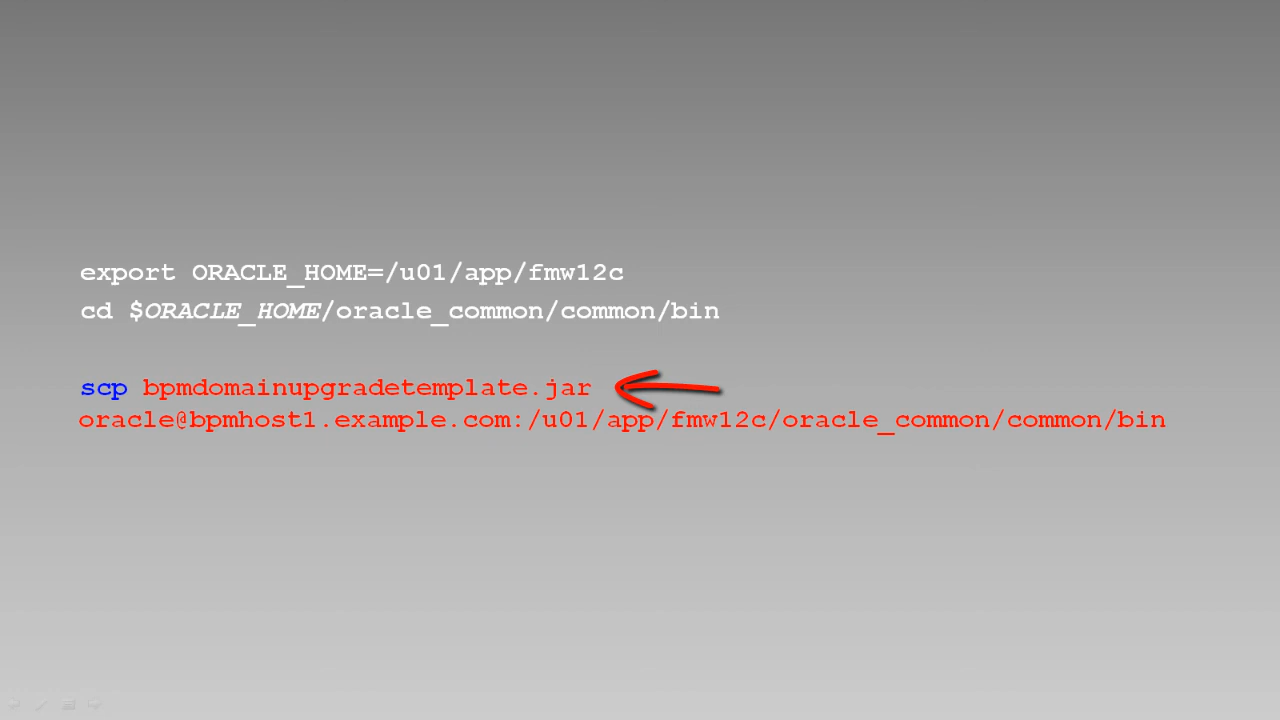 export ORACLE_HOME=/u01/app/fmw12c
cd $ORACLE_HOME/oracle_common/common/bin
scp bpmdomainupgradetemplate.jar
oracle@bpmhost1.example.com:/u01/app/fmw12c/oracle_common/common/bin